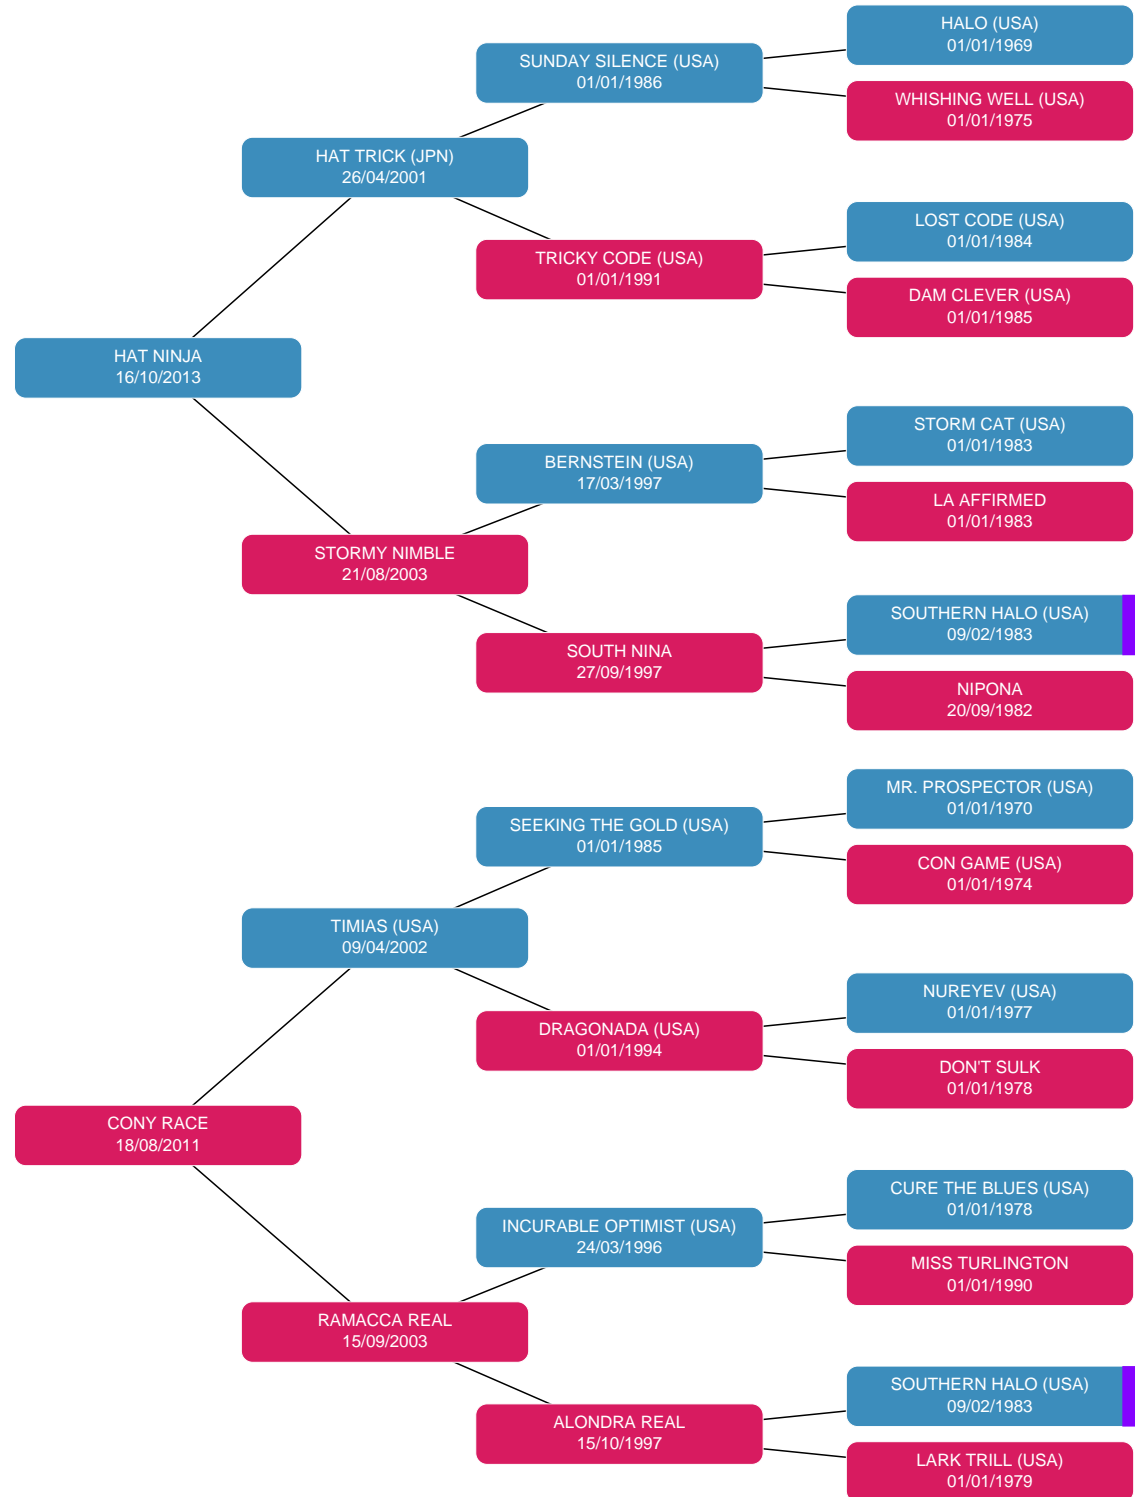 HALO (USA)
01/01/1969
SUNDAY SILENCE (USA)
01/01/1986
WHISHING WELL (USA)
01/01/1975
HAT TRICK (JPN)
26/04/2001
LOST CODE (USA)
01/01/1984
TRICKY CODE (USA)
01/01/1991
DAM CLEVER (USA)
01/01/1985
HAT NINJA
16/10/2013
STORM CAT (USA)
01/01/1983
BERNSTEIN (USA)
17/03/1997
LA AFFIRMED
01/01/1983
STORMY NIMBLE
21/08/2003
SOUTHERN HALO (USA)
09/02/1983
SOUTH NINA
27/09/1997
NIPONA
20/09/1982
MR. PROSPECTOR (USA)
01/01/1970
SEEKING THE GOLD (USA)
01/01/1985
CON GAME (USA)
01/01/1974
TIMIAS (USA)
09/04/2002
NUREYEV (USA)
01/01/1977
DRAGONADA (USA)
01/01/1994
DON'T SULK
01/01/1978
CONY RACE
18/08/2011
CURE THE BLUES (USA)
01/01/1978
INCURABLE OPTIMIST (USA)
24/03/1996
MISS TURLINGTON
01/01/1990
RAMACCA REAL
15/09/2003
SOUTHERN HALO (USA)
09/02/1983
ALONDRA REAL
15/10/1997
LARK TRILL (USA)
01/01/1979